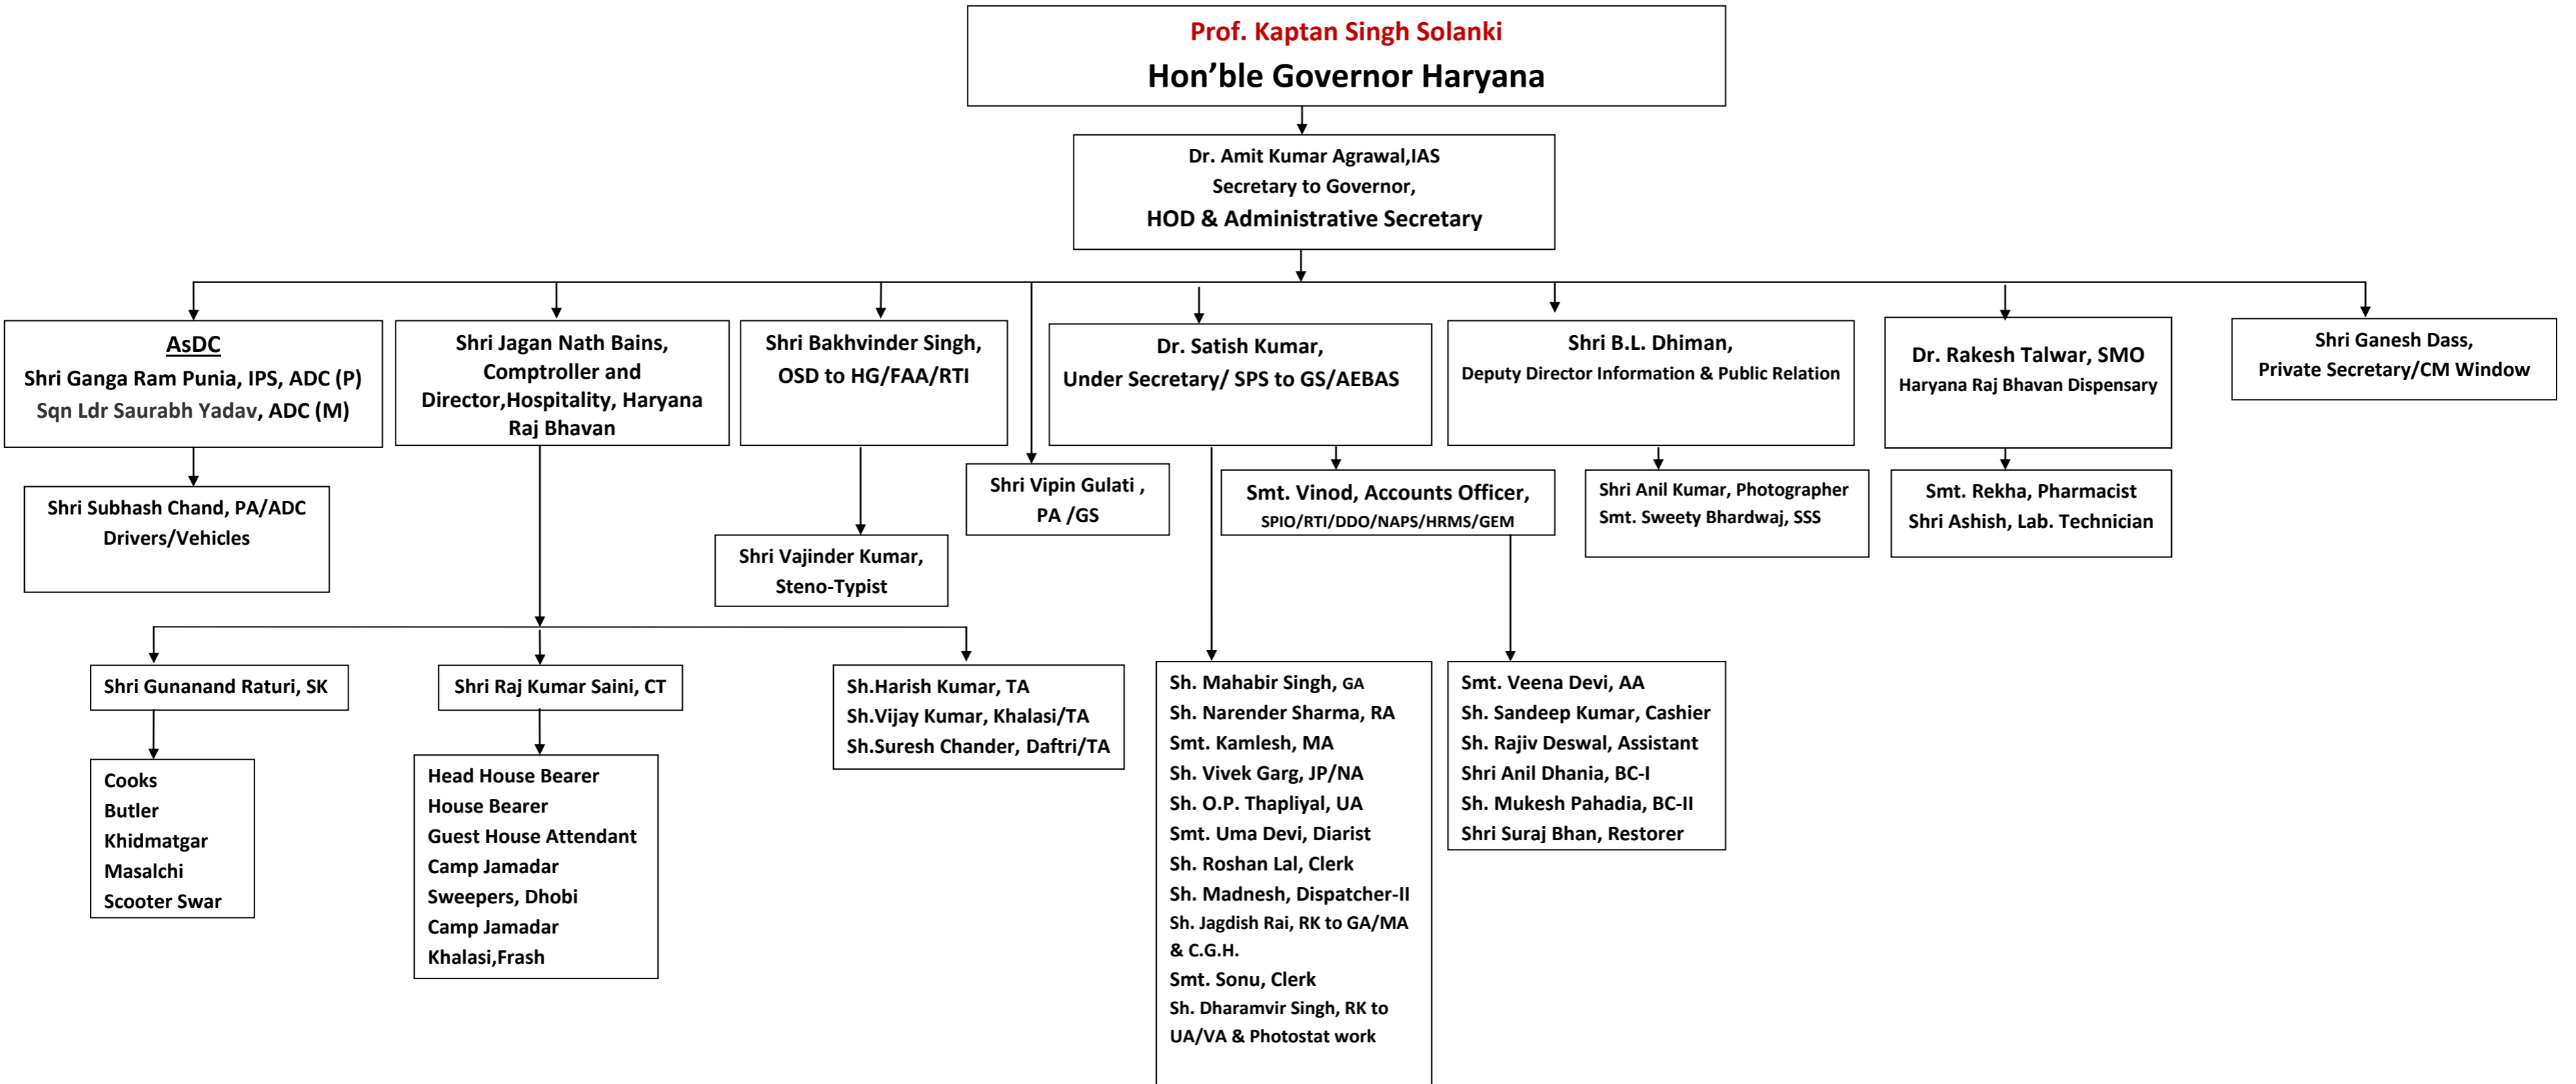 Prof. Kaptan Singh Solanki
Hon’ble Governor Haryana
Dr. Amit Kumar Agrawal,IAS
Secretary to Governor,
HOD & Administrative Secretary
AsDC
Shri Ganga Ram Punia, IPS, ADC (P)
Sqn Ldr Saurabh Yadav, ADC (M)
Shri Jagan Nath Bains,
Comptroller and
Director,Hospitality, Haryana
Raj Bhavan
Shri Bakhvinder Singh,
OSD to HG/FAA/RTI
Dr. Satish Kumar,
Under Secretary/ SPS to GS/AEBAS
Shri B.L. Dhiman,
Deputy Director Information & Public Relation
Dr. Rakesh Talwar, SMO
Haryana Raj Bhavan Dispensary
Shri Ganesh Dass,
Private Secretary/CM Window
Shri Subhash Chand, PA/ADC
Drivers/Vehicles
Shri Vajinder Kumar,
Steno-Typist
Shri Vipin Gulati ,
PA /GS
Smt. Vinod, Accounts Officer,
SPIO/RTI/DDO/NAPS/HRMS/GEM
Shri Anil Kumar, Photographer
Smt. Sweety Bhardwaj, SSS
Smt. Rekha, Pharmacist
Shri Ashish, Lab. Technician
Shri Gunanand Raturi, SK
Shri Raj Kumar Saini, CT
Sh.Harish Kumar, TA
Sh.Vijay Kumar, Khalasi/TA
Sh.Suresh Chander, Daftri/TA
Cooks
Butler
Khidmatgar
Masalchi
Scooter Swar
Head House Bearer
House Bearer
Guest House Attendant
Camp Jamadar
Sweepers, Dhobi
Camp Jamadar
Khalasi,Frash
Sh. Mahabir Singh, GA
Sh. Narender Sharma, RA
Smt. Kamlesh, MA
Sh. Vivek Garg, JP/NA
Sh. O.P. Thapliyal, UA
Smt. Uma Devi, Diarist
Sh. Roshan Lal, Clerk
Sh. Madnesh, Dispatcher-II
Sh. Jagdish Rai, RK to GA/MA
& C.G.H.
Smt. Sonu, Clerk
Sh. Dharamvir Singh, RK to
UA/VA & Photostat work
Smt. Veena Devi, AA
Sh. Sandeep Kumar, Cashier
Sh. Rajiv Deswal, Assistant
Shri Anil Dhania, BC-I
Sh. Mukesh Pahadia, BC-II
Shri Suraj Bhan, Restorer